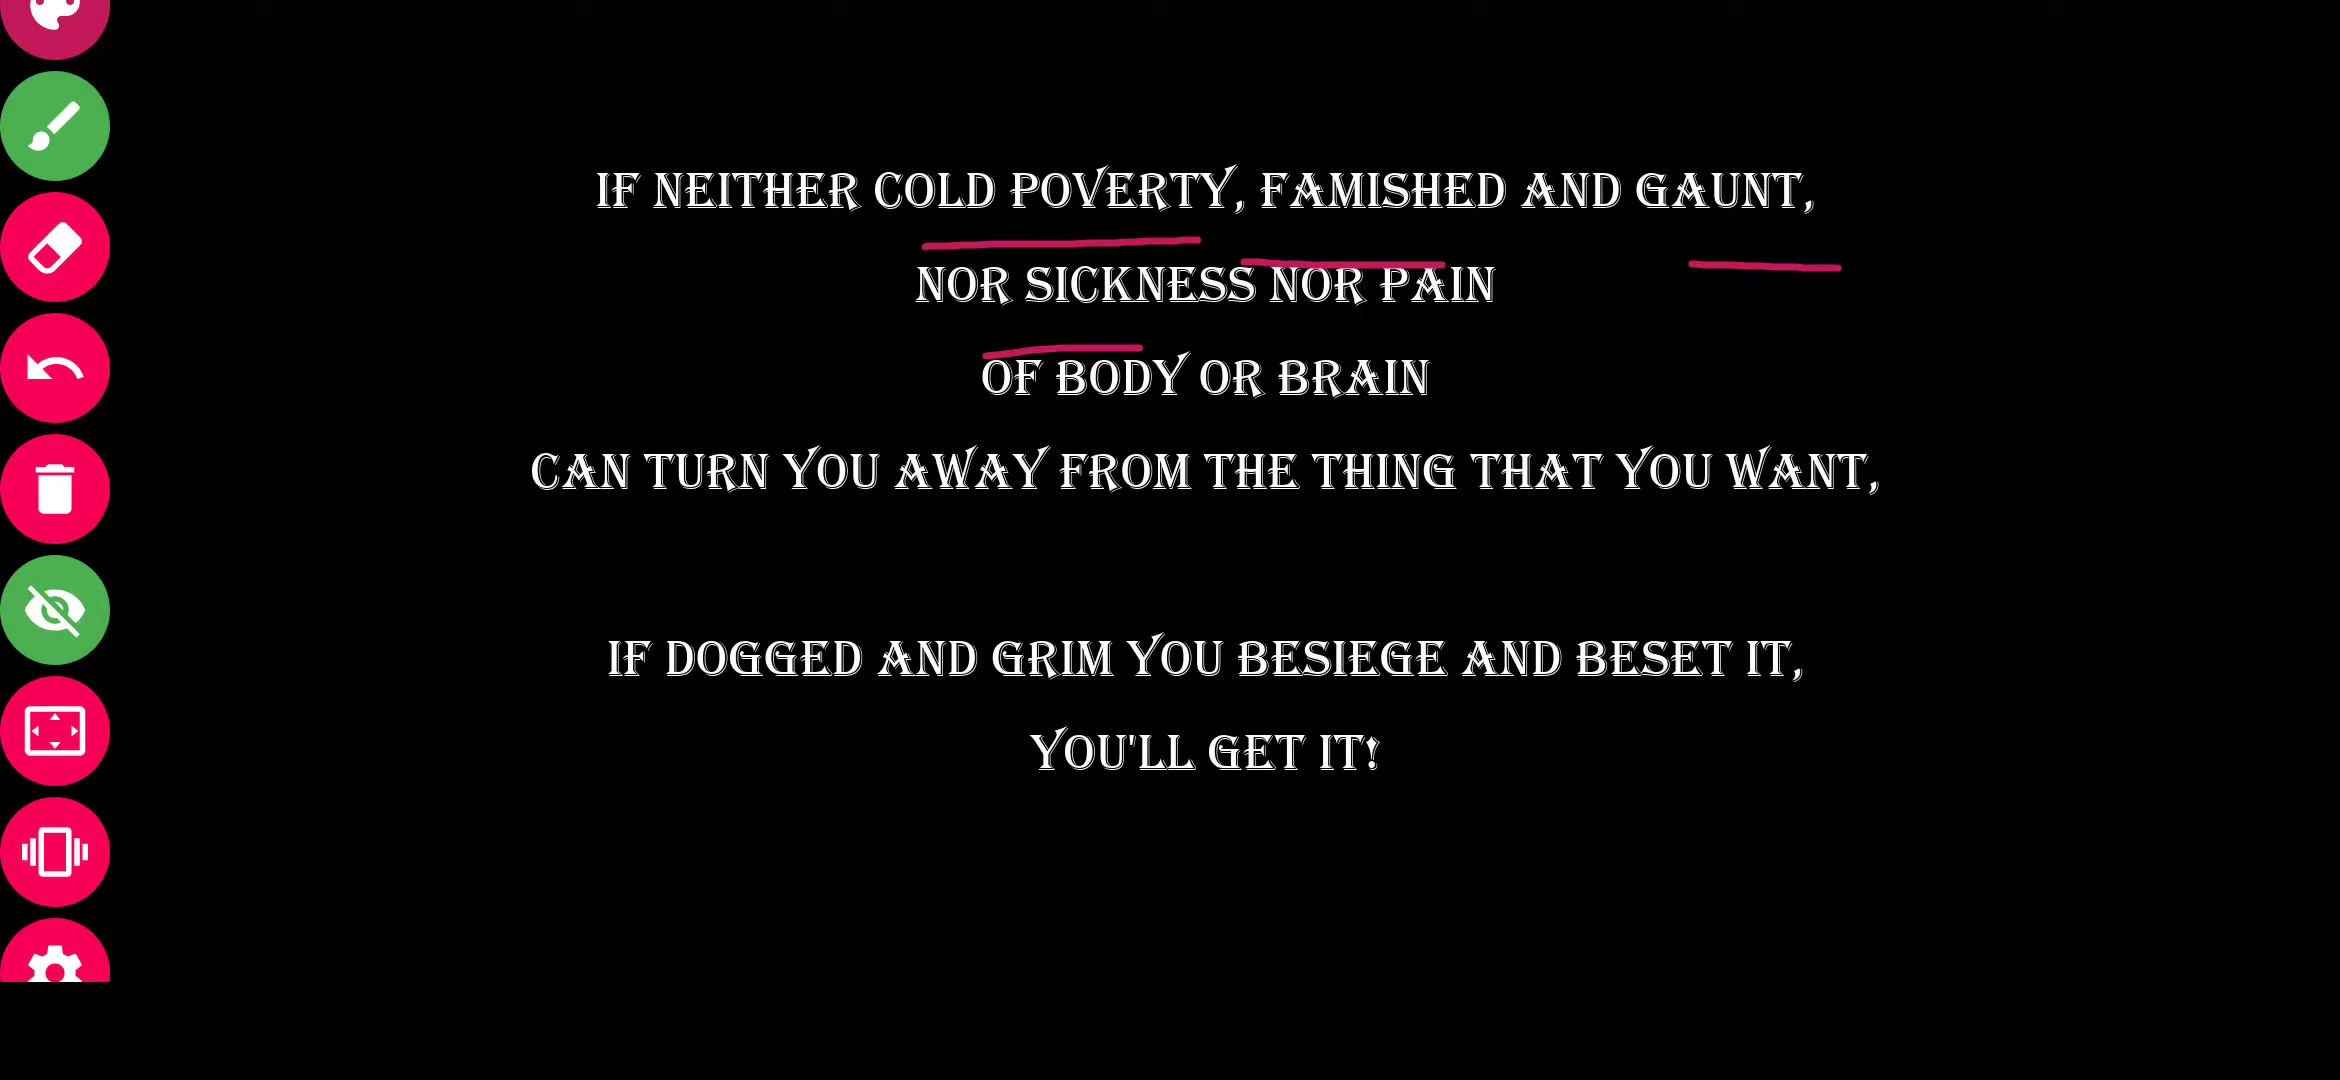 IF NEITHER COLD POVERTY, FAMISHED AND GAUNT,
NOR SICKNESS NOR PAIN
OF BODY OR BRAIN
CAN TURN YOU AWAY FROM THE THING THAT YOU WANT,
IF DOGGED AND GRIM YOU BESIEGE AND BESET IT,
YOU'LL GET IT!